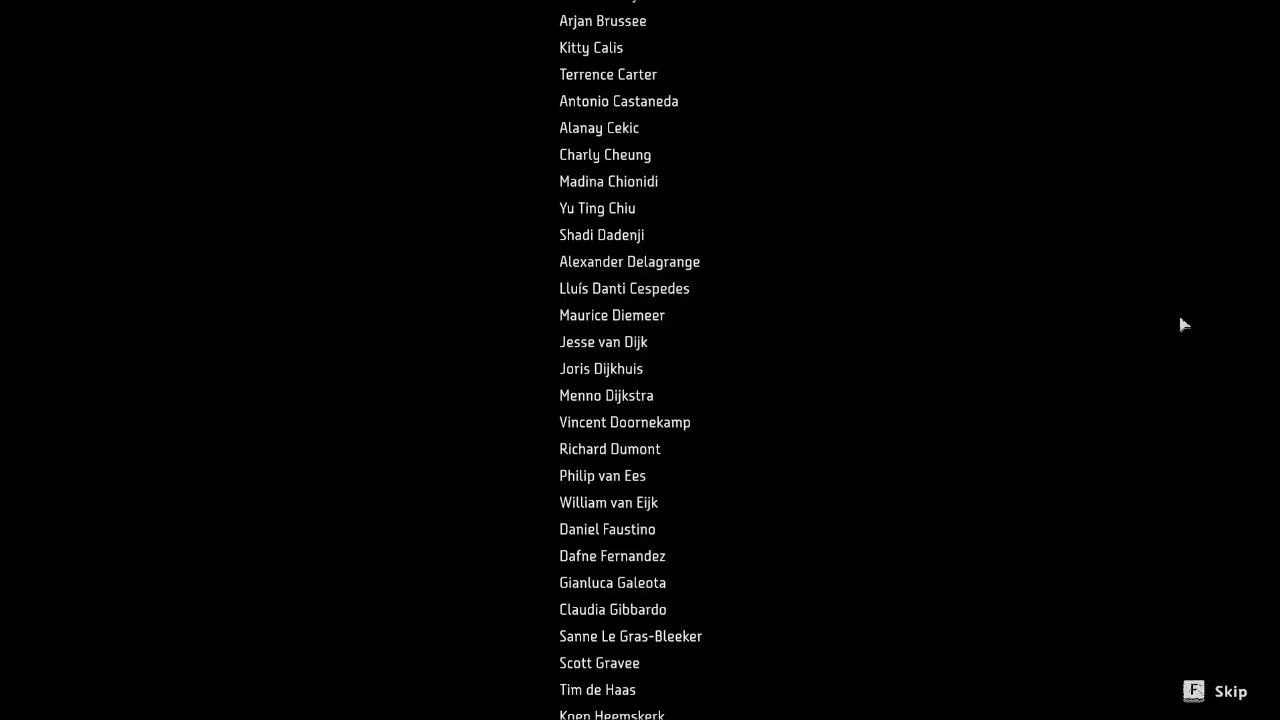 Arjan Brussee
Kitty Calis
Terrence Carter
Antonio Castaneda
Alanay Cekic
Charly Cheung
Madina Chionidi
Yu Ting Chiu
Shadi Dadenji
Alexander Delagrange
Lluís Danti Cespedes
Maurice Diemeer
Jesse van Dijk
Joris Dijkhuis
Menno Dijkstra
Vincent Doornekamp
Richard Dumont
Philip van Ees
William van Eijk
Daniel Faustino
Dafne Fernandez
Gianluca Galeota
Claudia Gibbardo
Sanne Le Gras-Bleeker
Scott Gravee
Tim de Haas
Koen Heemskerk
F Skip